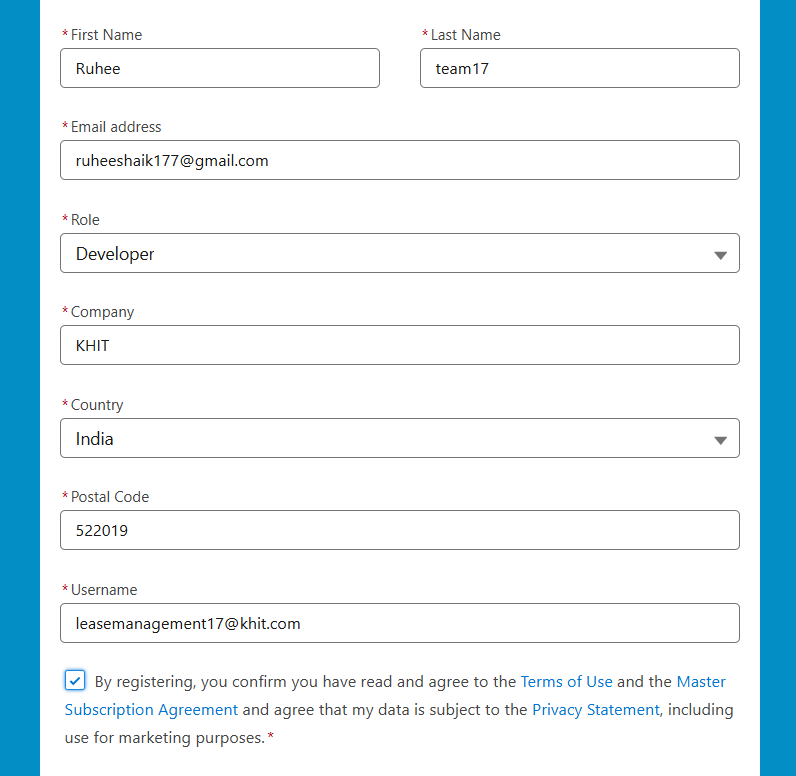 *First Name *Last Name
Ruhee team17
*Email address
ruheeshaik177@gmail.com
*Role
Developer
*Company
KHIT
*Country
India
*Postal Code
522019
*Username
leasemanagement17@khit.com
By registering, you confirm you have read and agree to the Terms of Use and the Master
Subscription Agreement and agree that my data is subject to the Privacy Statement, including
use for marketing purposes.*